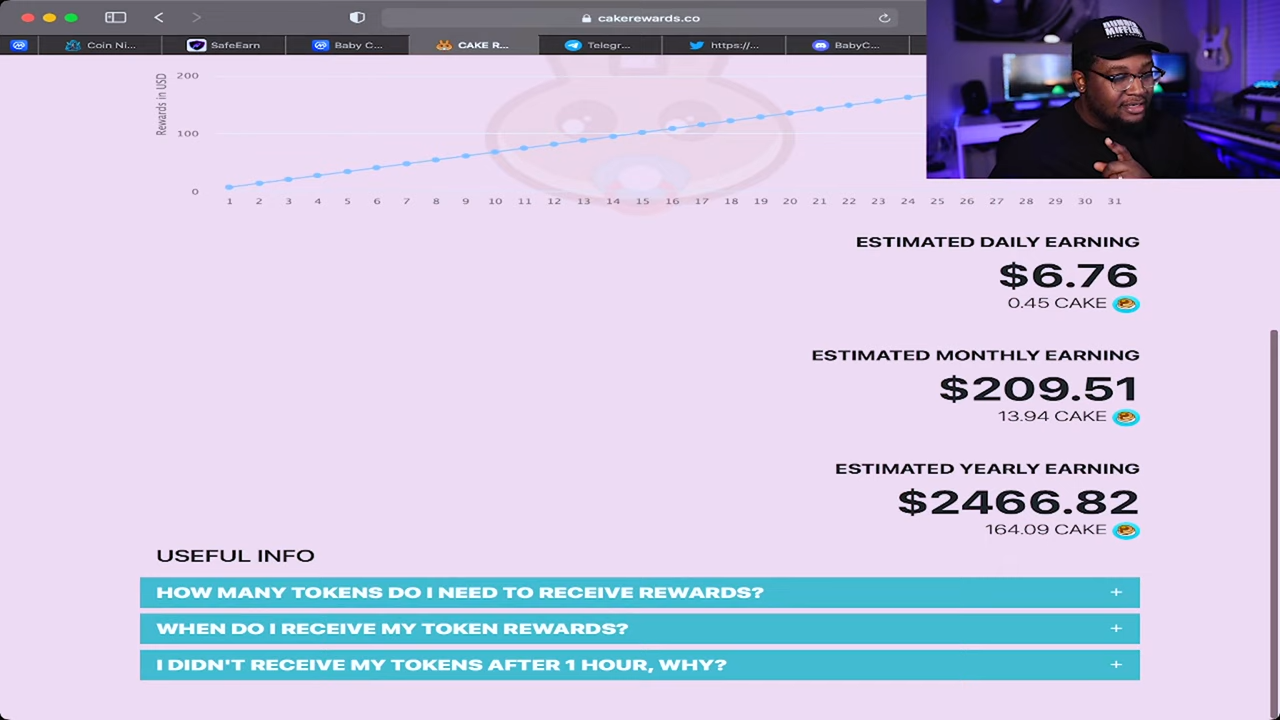 cakerewards.co
Coin Ni...
SafeEarn
Baby C...
CAKE R...
Telegr...
https://...
BabyC...
Rewards in USD
200
100
0
1 2 3 4 5 6 7 8 9 10 11 12 13 14 15 16 17 18 19 20 21 22 23 24 25 26 27 28 29 30 31
ESTIMATED DAILY EARNING
$6.76
0.45 CAKE
ESTIMATED MONTHLY EARNING
$209.51
13.94 CAKE
ESTIMATED YEARLY EARNING
$2466.82
164.09 CAKE
USEFUL INFO
HOW MANY TOKENS DO I NEED TO RECEIVE REWARDS? +
WHEN DO I RECEIVE MY TOKEN REWARDS? +
I DIDN'T RECEIVE MY TOKENS AFTER 1 HOUR, WHY? +